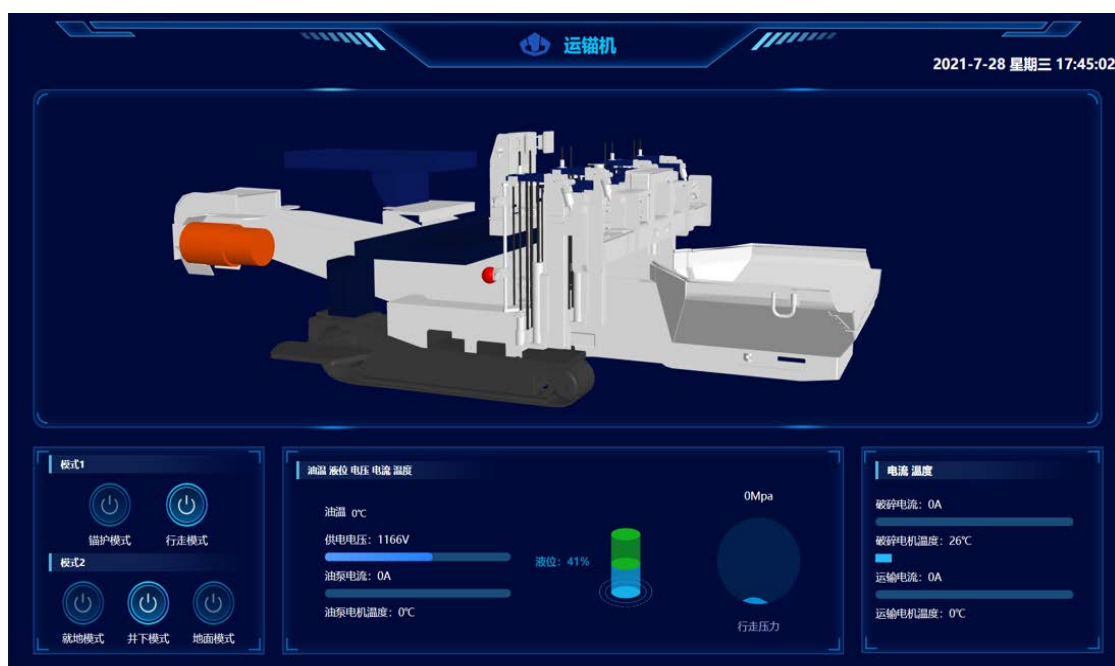 运锚机
2021-7-28 星期三 17:45:02
模式1
锚护模式 行走模式
模式2
就地模式 井下模式 地面模式
油温 液位 电压 电流 温度
油温 0℃
供电电压：1166V
油泵电流：0A
油泵电机温度：0℃
液位：41%
0Mpa
行走压力
电流 温度
破碎电流：0A
破碎电机温度：26℃
运输电流：0A
运输电机温度：0℃